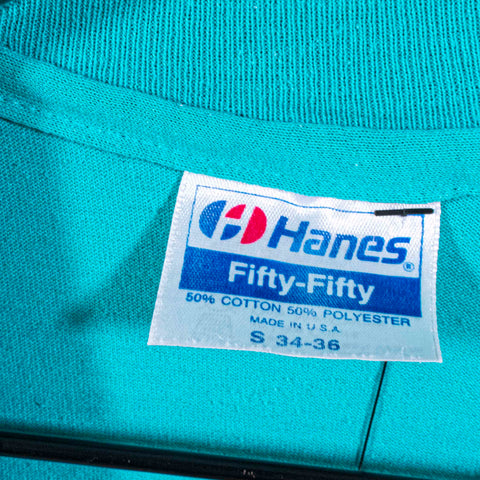 Hanes®
Fifty-Fifty
50% COTTON 50% POLYESTER
MADE IN U.S.A.
S 34-36